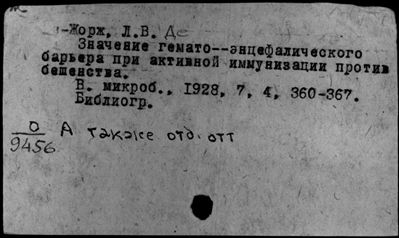 -Жорж, Л.В. Де
Значение гемато--энцефалического
барьера при активной иммунизации против
бешенства.
В. микроб., 1928, 7, 4, 360-367.
Библиогр.
О А также отд. отт
9456